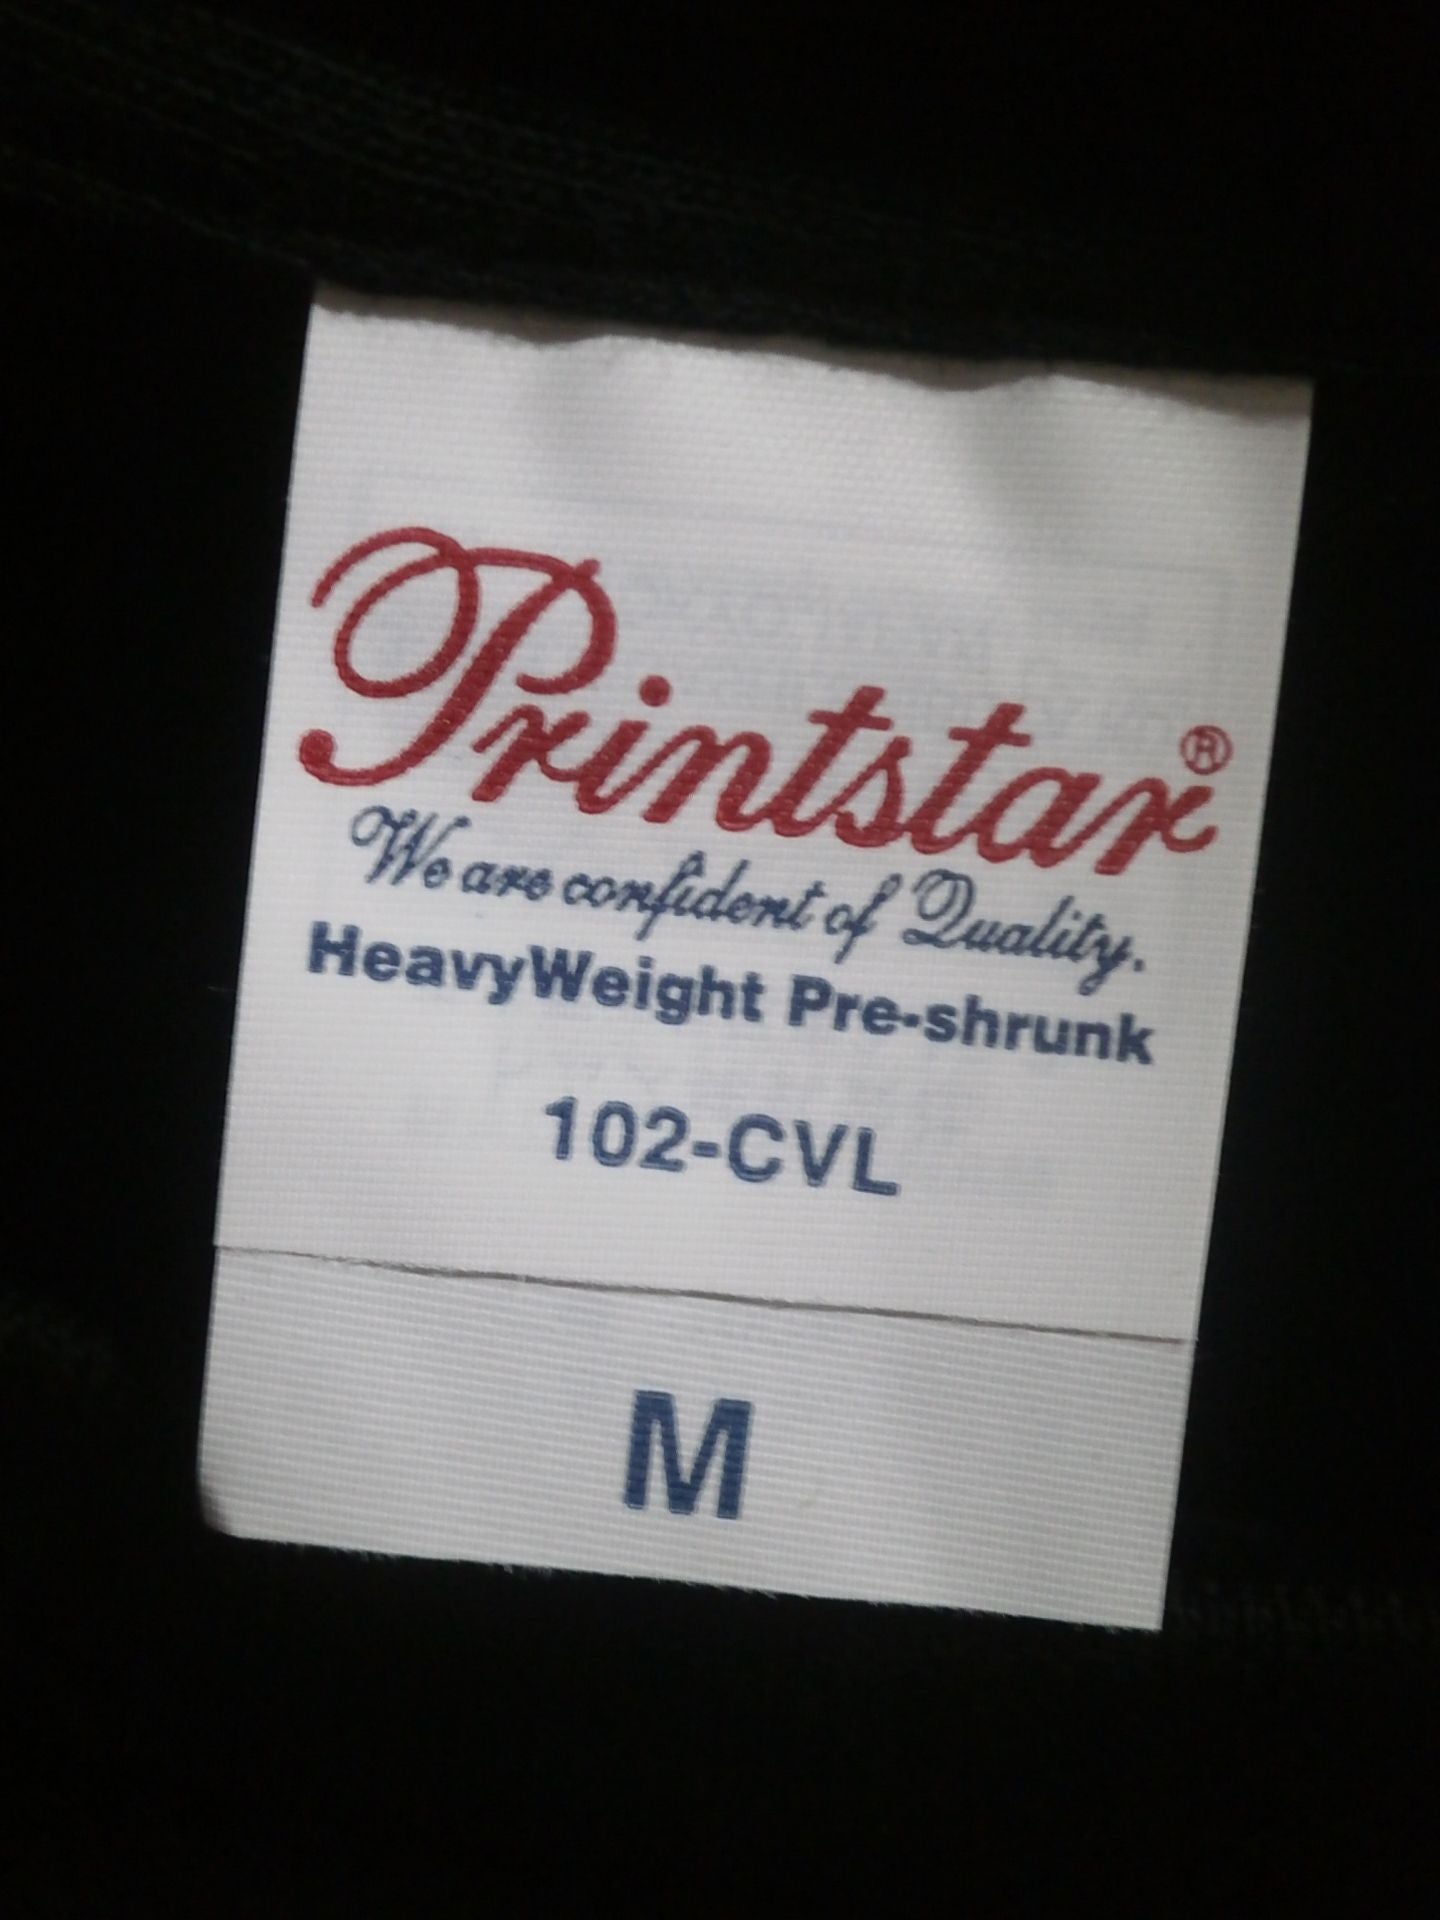 Printstar®
We are confident of Quality.
HeavyWeight Pre-shrunk
102-CVL
M